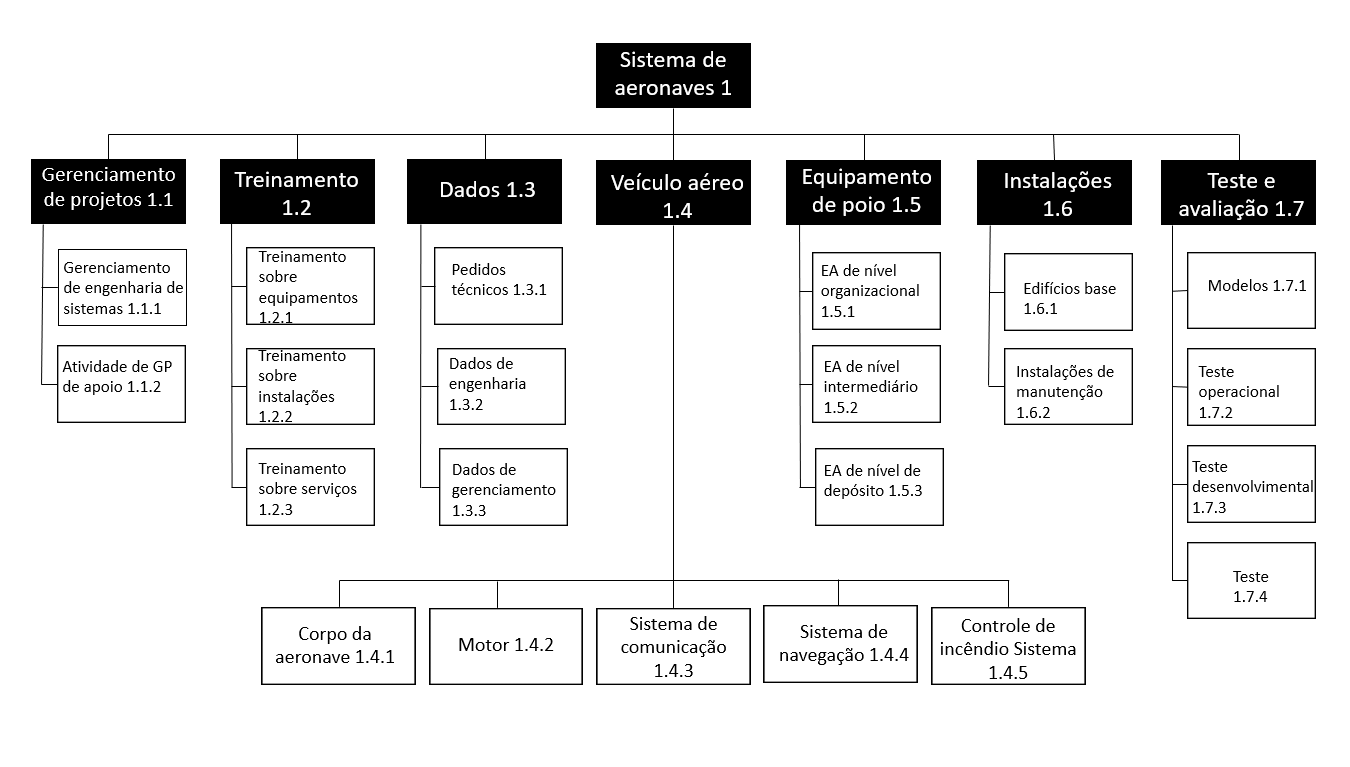 Sistema de
aeronaves 1
Gerenciamento
de projetos 1.1
Gerenciamento
de engenharia de
sistemas 1.1.1
Atividade de GP
de apoio 1.1.2
Treinamento
1.2
Treinamento
sobre
equipamentos
1.2.1
Treinamento
sobre
instalações
1.2.2
Treinamento
sobre serviços
1.2.3
Dados 1.3
Pedidos
técnicos 1.3.1
Dados de
engenharia
1.3.2
Dados de
gerenciamento
1.3.3
Veículo aéreo
1.4
Corpo da
aeronave 1.4.1
Motor 1.4.2
Sistema de
comunicação
1.4.3
Sistema de
navegação 1.4.4
Controle de
incêndio Sistema
1.4.5
Equipamento
de poio 1.5
EA de nível
organizacional
1.5.1
EA de nível
intermediário
1.5.2
EA de nível de
depósito 1.5.3
Instalações
1.6
Edifícios base
1.6.1
Instalações de
manutenção
1.6.2
Teste e
avaliação 1.7
Modelos 1.7.1
Teste
operacional
1.7.2
Teste
desenvolvimental
1.7.3
Teste
1.7.4